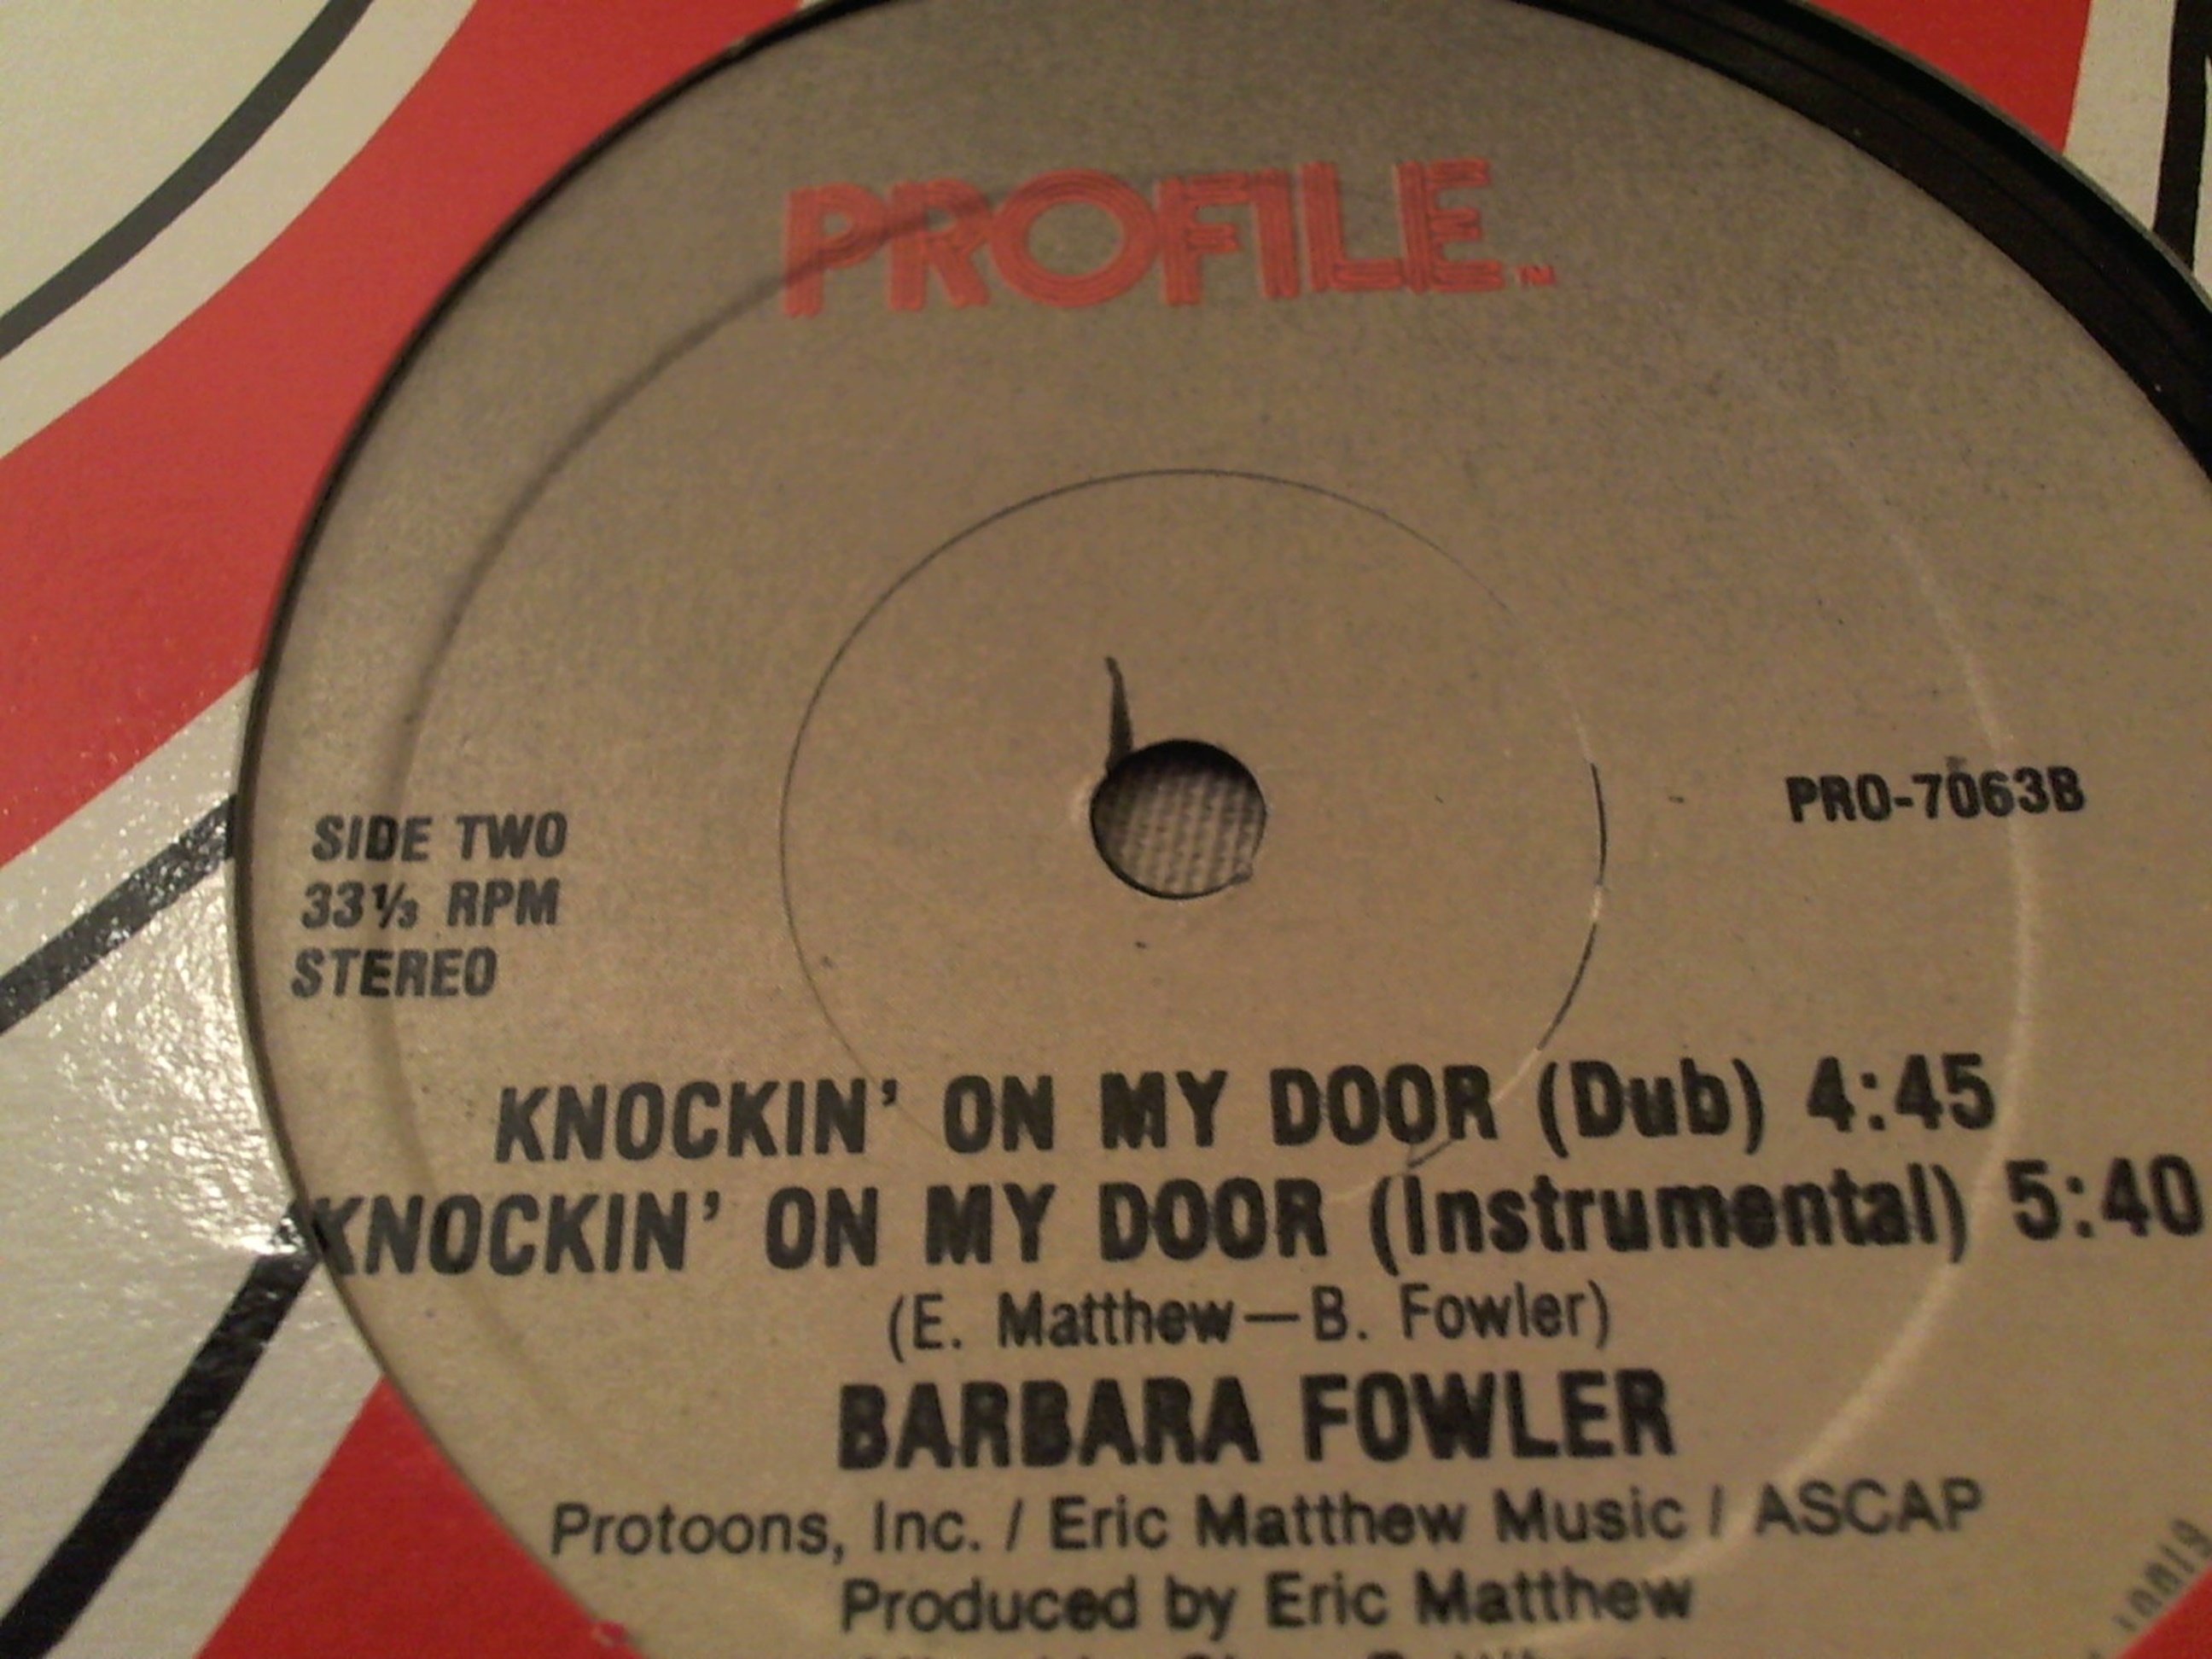 PROFILE™
SIDE TWO
33⅓ RPM
STEREO
PRO-7063B
KNOCKIN' ON MY DOOR (Dub) 4:45
KNOCKIN' ON MY DOOR (Instrumental) 5:40
(E. Matthew—B. Fowler)
BARBARA FOWLER
Protoons, Inc. / Eric Matthew Music / ASCAP
Produced by Eric Matthew